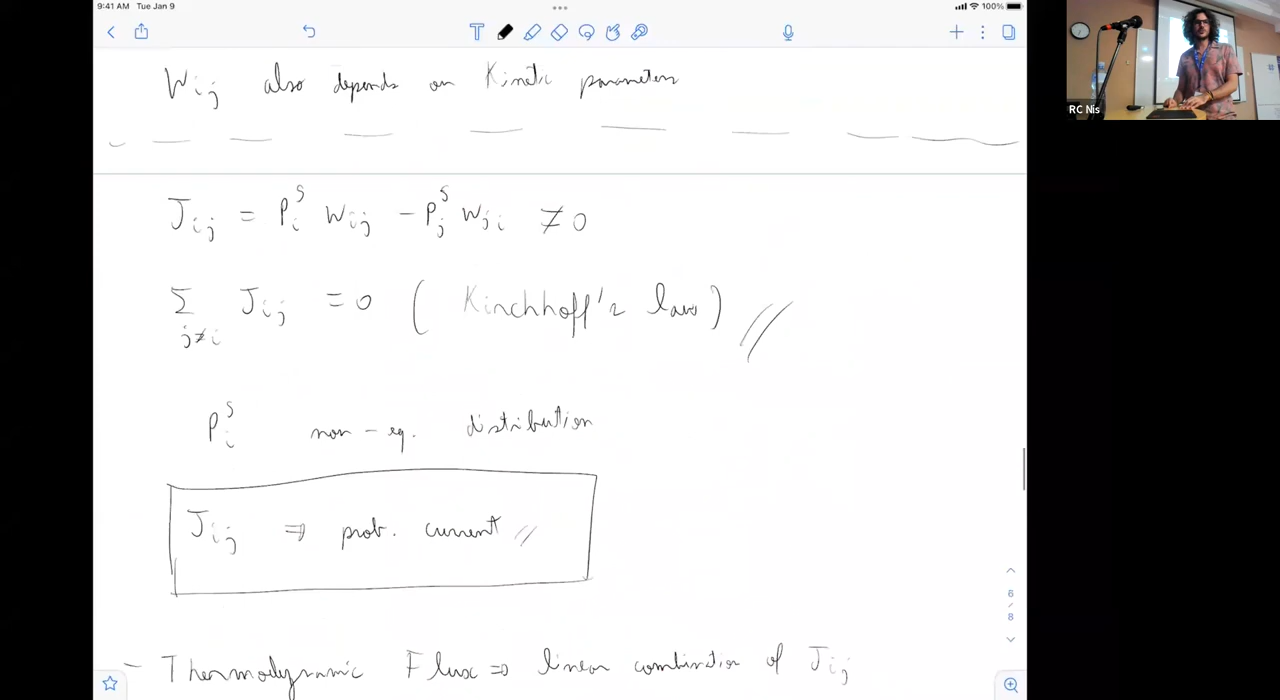 9:41 AM Tue Jan 9
100%
W_ij also depends on Kinetic parameters
RC Nis
J_ij = P_i^s W_ij - P_j^s W_ji ≠ 0
Σ_{j≠i} J_ij = 0 ( Kinchhoff's law )
P_i^s non-eq. distribution
J_ij ⇒ prob. current
6
/
8
- Thermodynamic Flux ⇒ linear combination of J_ij